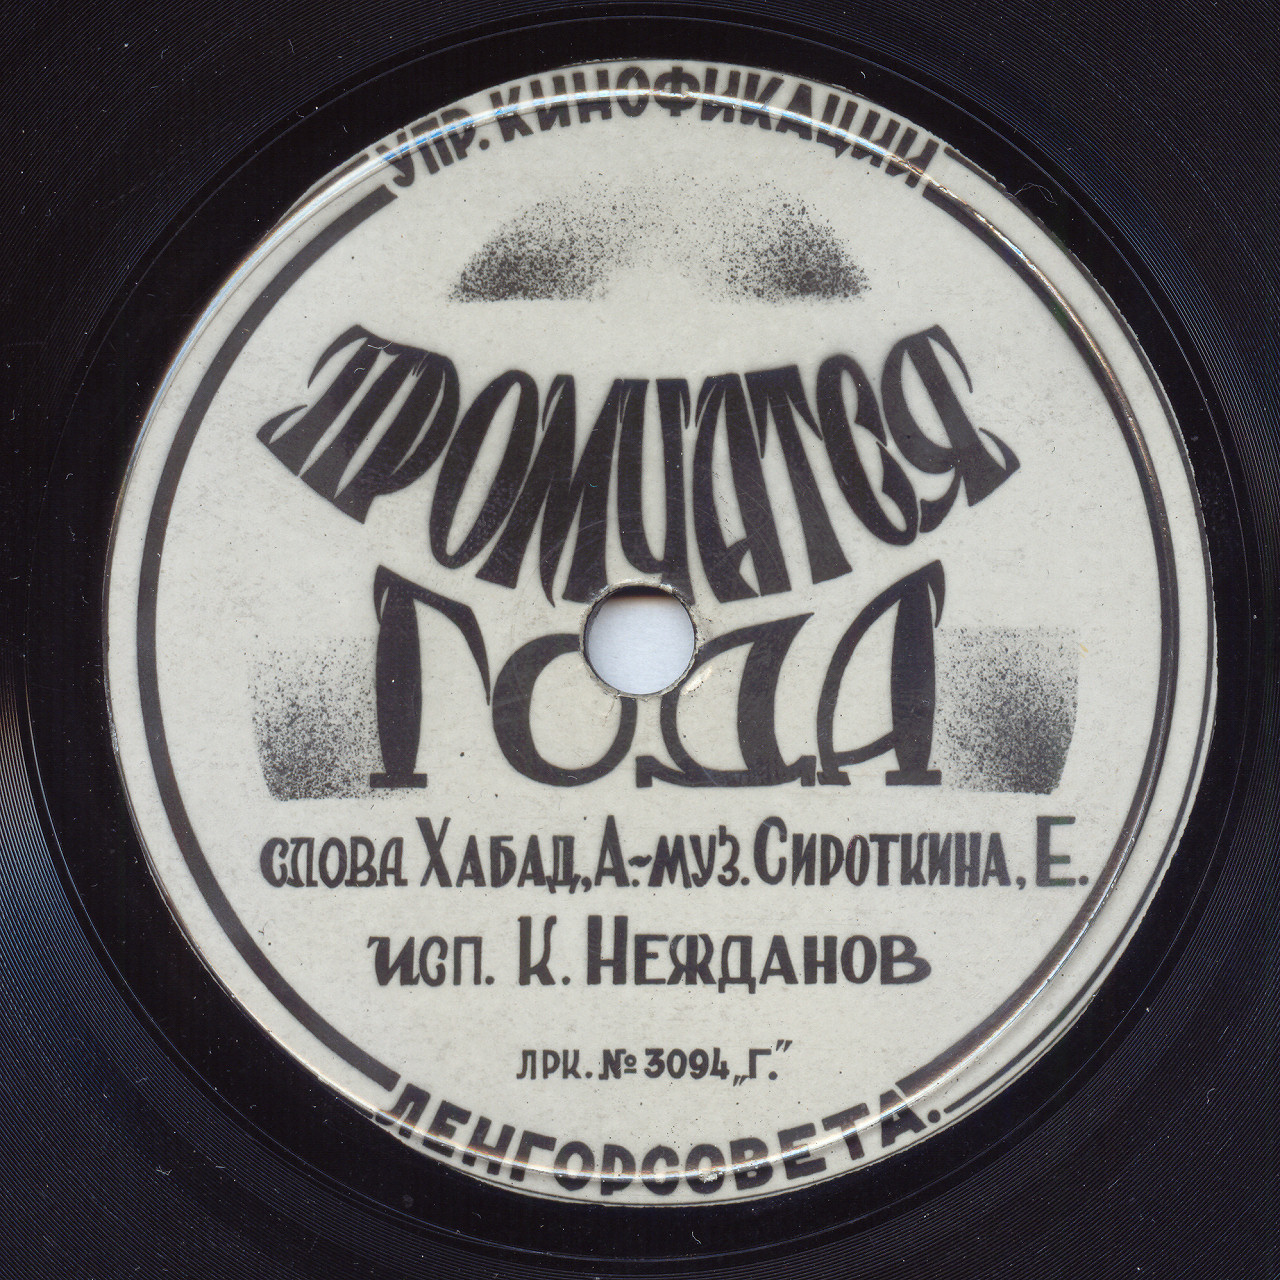 УПР. КИНОФИКАЦИИ
ПРОМЧАТСЯ
ГОДА
СЛОВА ХАБАД, А.~МУЗ. СИРОТКИНА, Е.
ИСП. К. НЕЖДАНОВ
ЛРК. № 3094 „Г.”
ЛЕНГОРСОВЕТА.